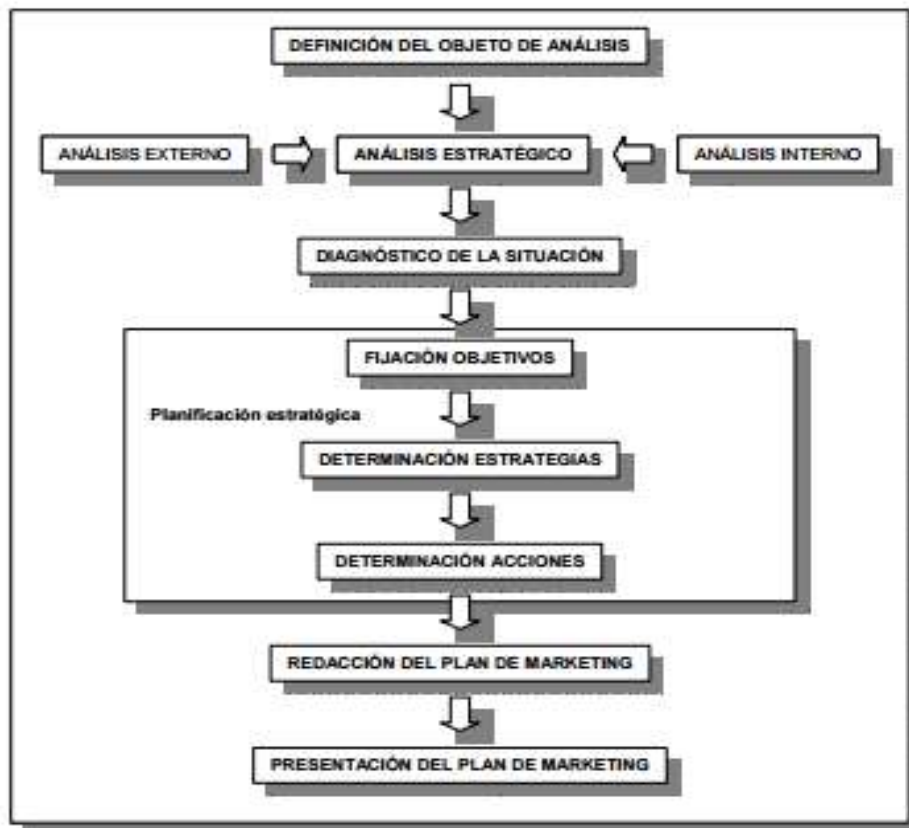 DEFINICIÓN DEL OBJETO DE ANÁLISIS
ANÁLISIS EXTERNO
ANÁLISIS ESTRATÉGICO
ANÁLISIS INTERNO
DIAGNÓSTICO DE LA SITUACIÓN
FIJACIÓN OBJETIVOS
Planificación estratégica
DETERMINACIÓN ESTRATEGIAS
DETERMINACIÓN ACCIONES
REDACCIÓN DEL PLAN DE MARKETING
PRESENTACIÓN DEL PLAN DE MARKETING